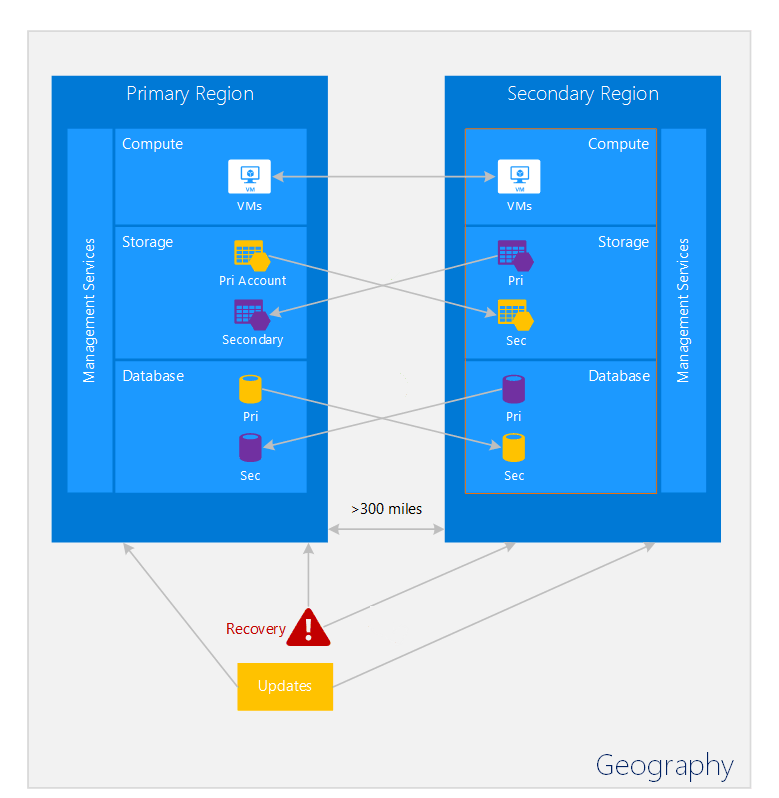 Primary Region
Management Services
Compute
VM
VMs
Storage
Pri Account
Secondary
Database
Pri
Sec
Secondary Region
Compute
VM
VMs
Storage
Pri
Sec
Database
Pri
Sec
Management Services
>300 miles
Recovery
!
Updates
Geography